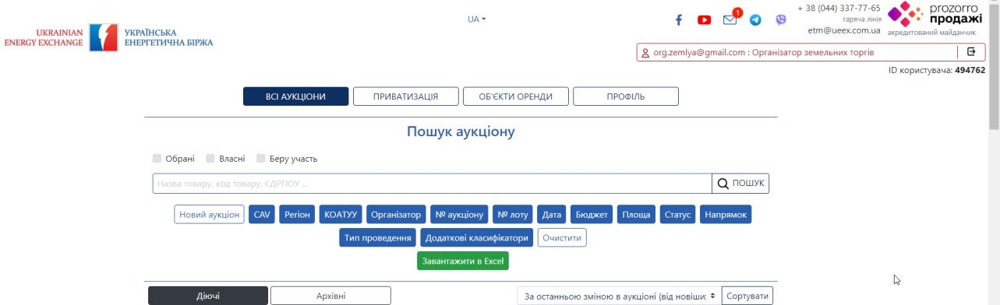 UKRAINIAN
ENERGY EXCHANGE
УКРАЇНСЬКА
ЕНЕРГЕТИЧНА БІРЖА
UA
1
+ 38 (044) 337-77-65
гаряча лінія
etm@ueex.com.ua
prozorro
продажі
акредитований майданчик
org.zemlya@gmail.com : Організатор земельних торгів
ID користувача: 494762
ВСІ АУКЦІОНИ ПРИВАТИЗАЦІЯ ОБ'ЄКТИ ОРЕНДИ ПРОФІЛЬ
Пошук аукціону
Обрані Власні Беру участь
Назва товару, код товару, ЄДРПОУ ... ПОШУК
Новий аукціон CAV Регіон КОАТУУ Організатор № аукціону № лоту Дата Бюджет Площа Статус Напрямок
Тип проведення Додаткові класифікатори Очистити
Завантажити в Excel
Діючі Архівні За останньою зміною в аукціоні (від новіши: Сортувати